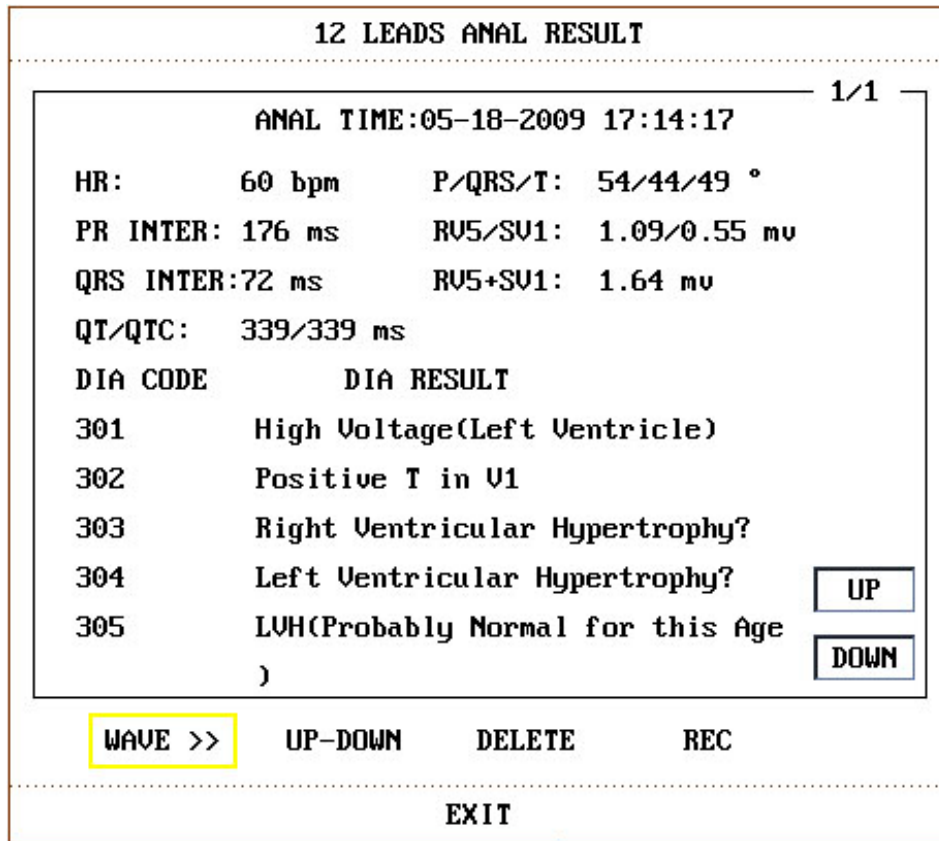 12 LEADS ANAL RESULT
1/1
ANAL TIME:05-18-2009 17:14:17
HR: 60 bpm P/QRS/T: 54/44/49 °
PR INTER: 176 ms RV5/SV1: 1.09/0.55 mv
QRS INTER:72 ms RV5+SV1: 1.64 mv
QT/QTC: 339/339 ms
DIA CODE DIA RESULT
301 High Voltage(Left Ventricle)
302 Positive T in V1
303 Right Ventricular Hypertrophy?
304 Left Ventricular Hypertrophy?
UP
305 LVH(Probably Normal for this Age
)
DOWN
WAVE >> UP-DOWN DELETE REC
EXIT